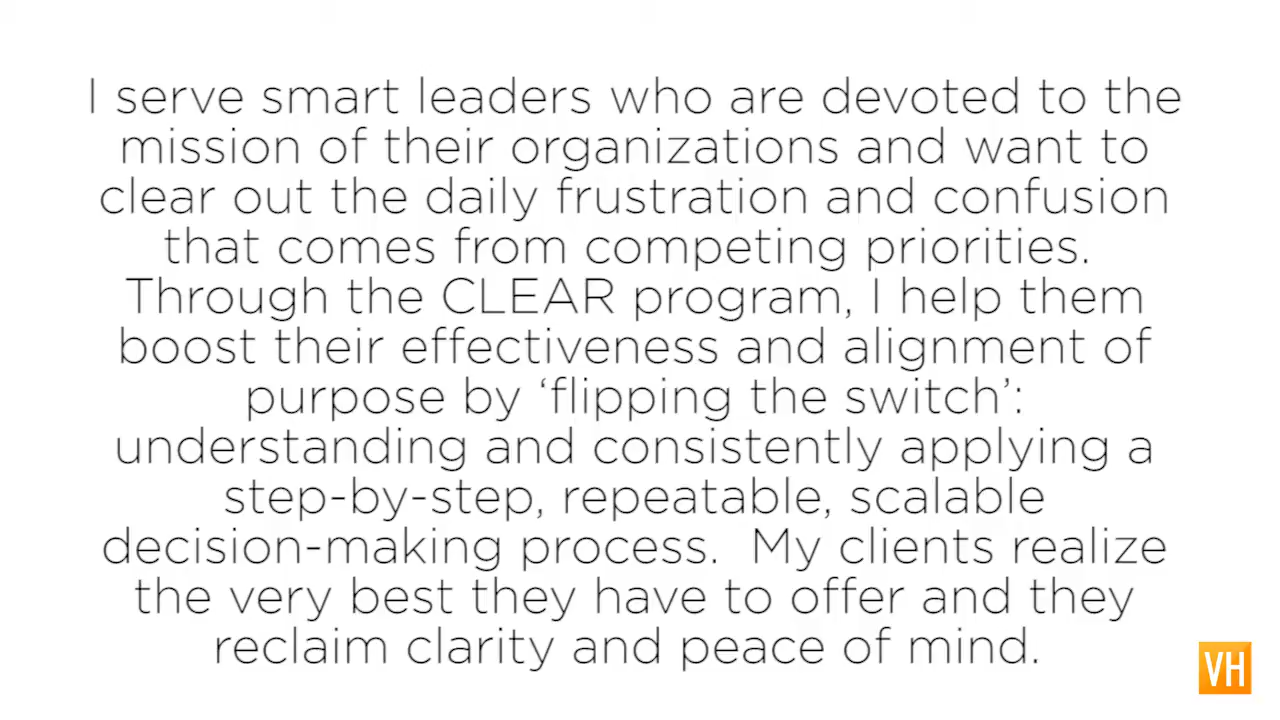 I serve smart leaders who are devoted to the
mission of their organizations and want to
clear out the daily frustration and confusion
that comes from competing priorities.
Through the CLEAR program, I help them
boost their effectiveness and alignment of
purpose by ‘flipping the switch’:
understanding and consistently applying a
step-by-step, repeatable, scalable
decision-making process.  My clients realize
the very best they have to offer and they
reclaim clarity and peace of mind.
VH